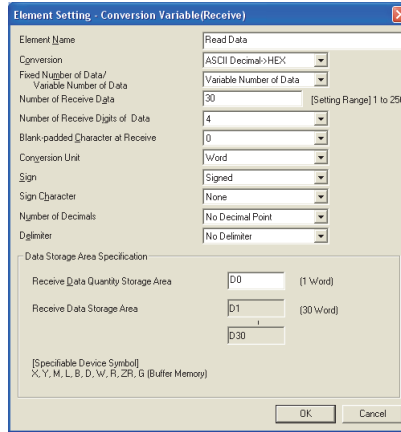 Element Setting - Conversion Variable(Receive)
Element Name Read Data
Conversion ASCII Decimal->HEX
Fixed Number of Data/
Variable Number of Data Variable Number of Data
Number of Receive Data 30 [Setting Range] 1 to 256
Number of Receive Digits of Data 4
Blank-padded Character at Receive 0
Conversion Unit Word
Sign Signed
Sign Character None
Number of Decimals No Decimal Point
Delimiter No Delimiter
Data Storage Area Specification
Receive Data Quantity Storage Area D0 (1 Word)
Receive Data Storage Area D1 (30 Word)
D30
[Specifiable Device Symbol]
X, Y, M, L, B, D, W, R, ZR, G (Buffer Memory)
OK Cancel